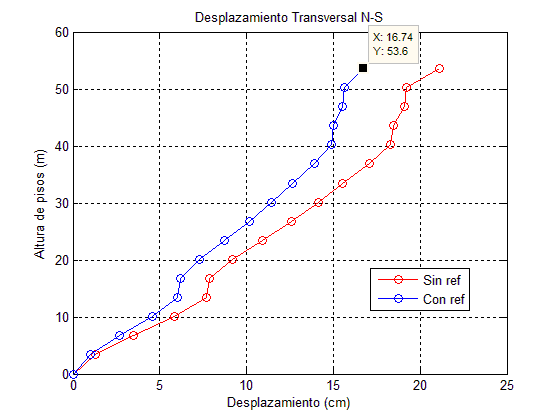 Desplazamiento Transversal N-S
X: 16.74
Y: 53.6
60
50
40
30
20
10
0
Altura de pisos (m)
Sin ref
Con ref
0
5
10
15
20
25
Desplazamiento (cm)